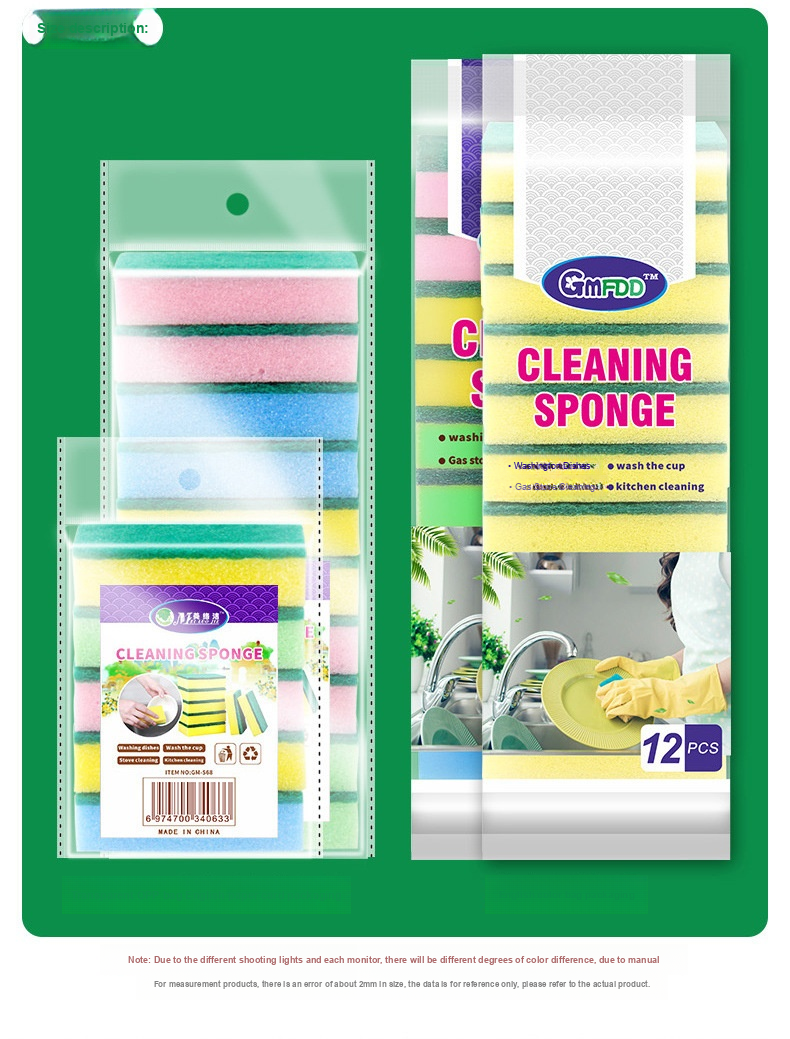 GMFDD™
CLEANING
SPONGE
C
S
washi
Gas sto
wash the cup
kitchen cleaning
12 PCS
E
CLEANING SPONGE
Washing dishes
Wash the cup
Stove cleaning
Kitchen cleaning
ITEM NO:GM-S68
6 974700 340633
MADE IN CHINA
Note: Due to the different shooting lights and each monitor, there will be different degrees of color difference, due to manual
For measurement products, there is an error of about 2mm in size, the data is for reference only, please refer to the actual product.